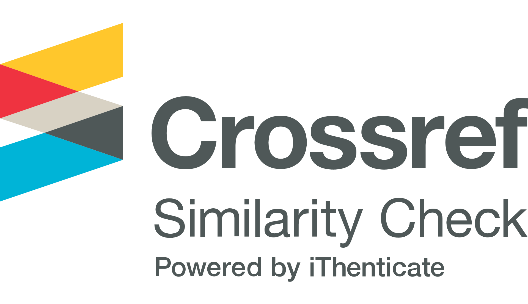 Crossref
Similarity Check
Powered by iThenticate